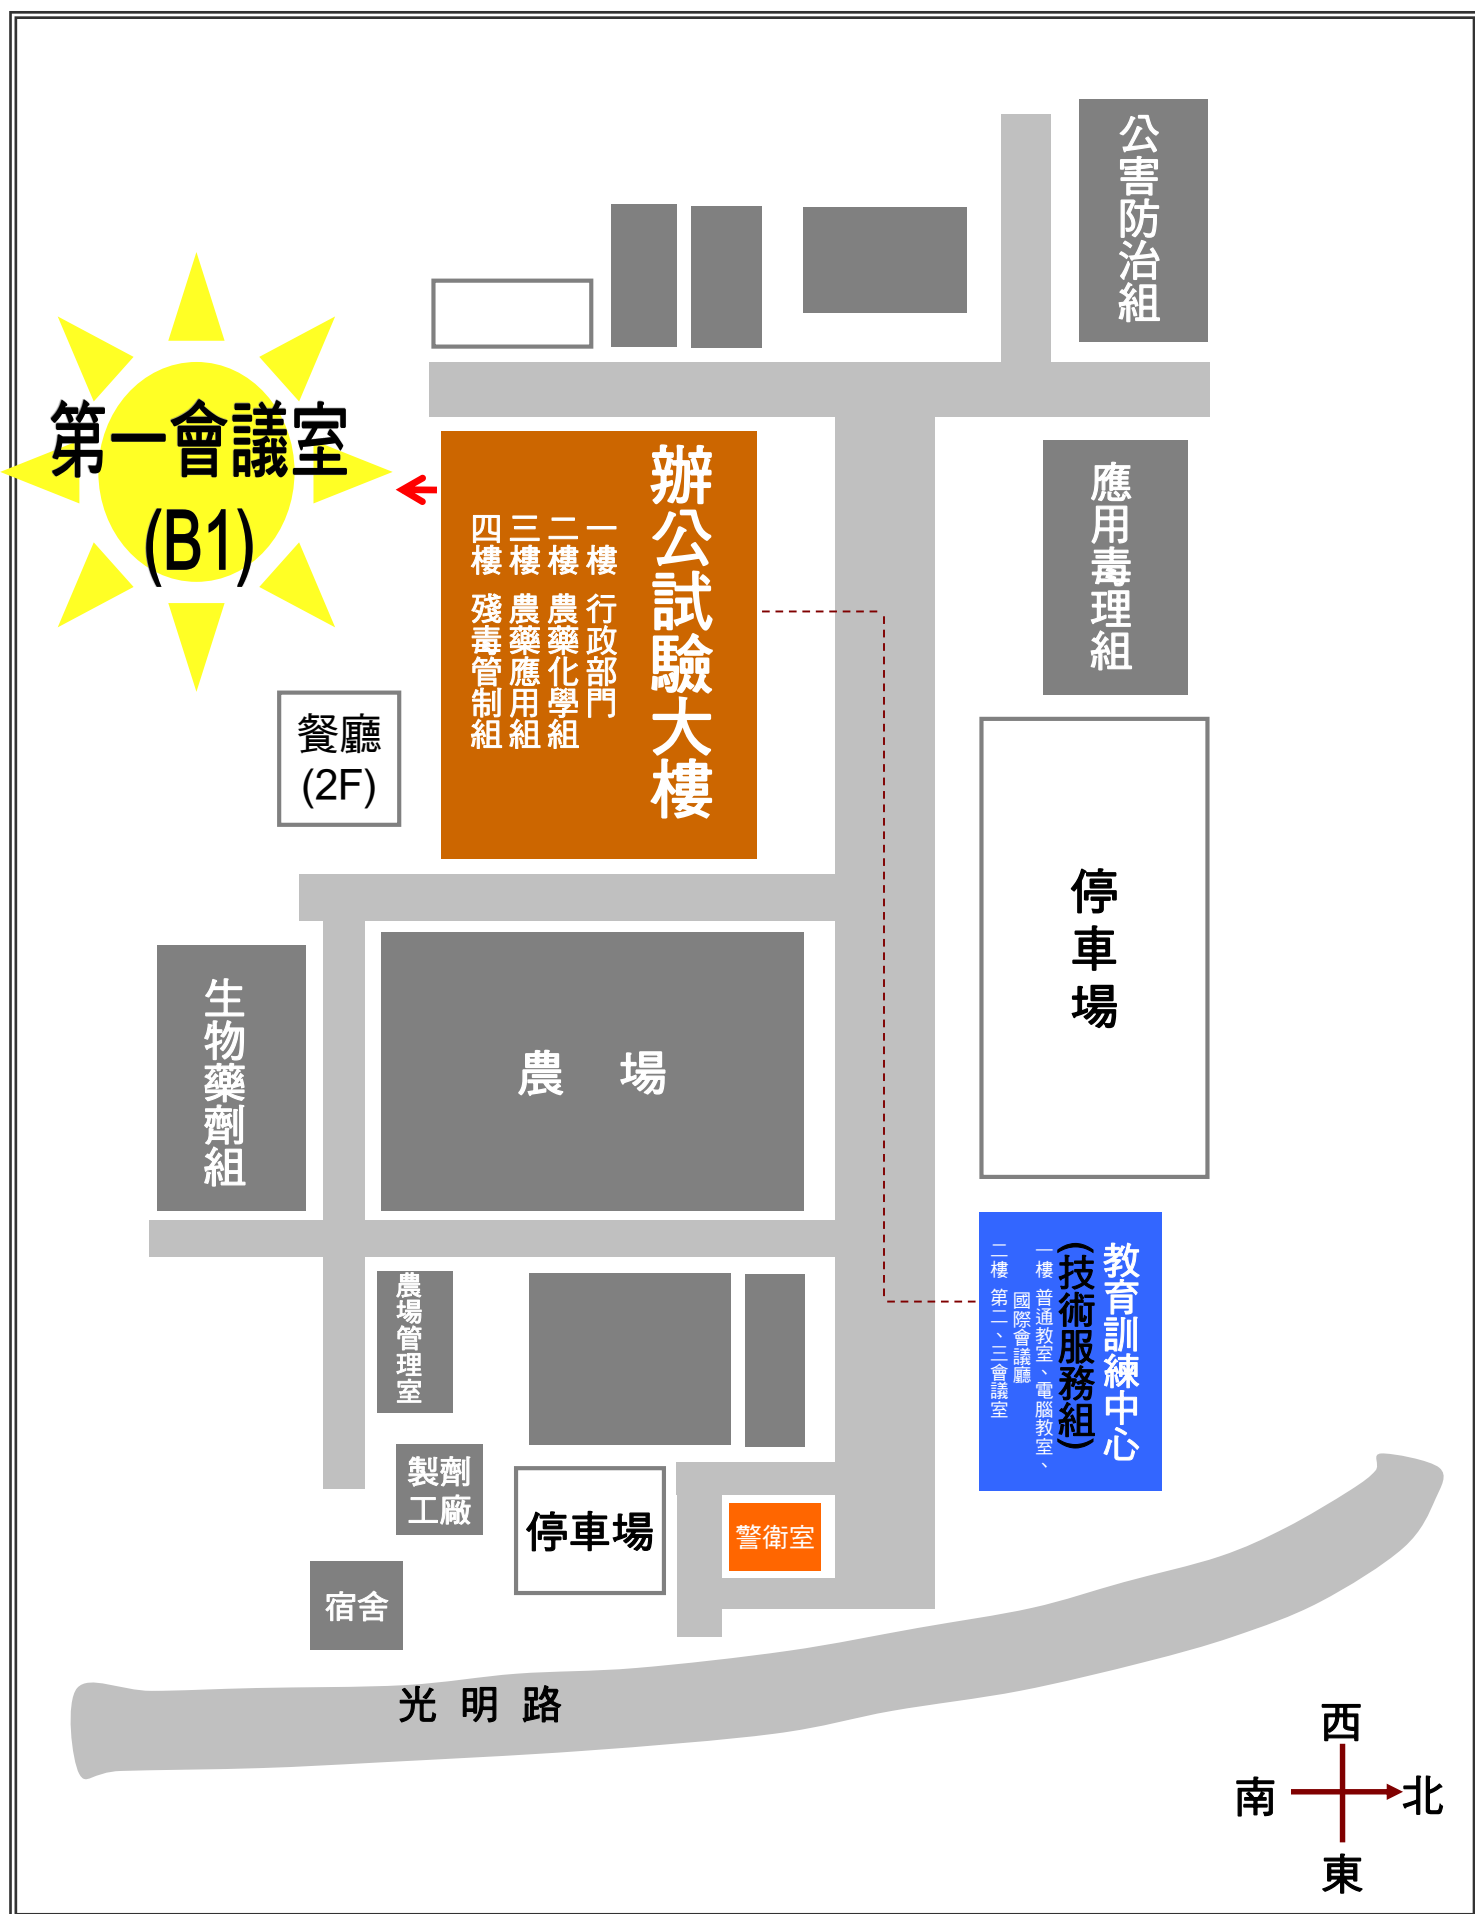 公害防治組
第一會議室
(B1)
辦公試驗大樓
一樓 行政部門
二樓 農藥化學組
三樓 農藥應用組
四樓 殘毒管制組
應用毒理組
餐廳
(2F)
停車場
生物藥劑組
農 場
教育訓練中心
(技術服務組)
一樓 普通教室、電腦教室、
國際會議廳
二樓 第二、三會議室
農場管理室
製劑
工廠
停車場
警衛室
宿舍
光 明 路
西
南
北
東